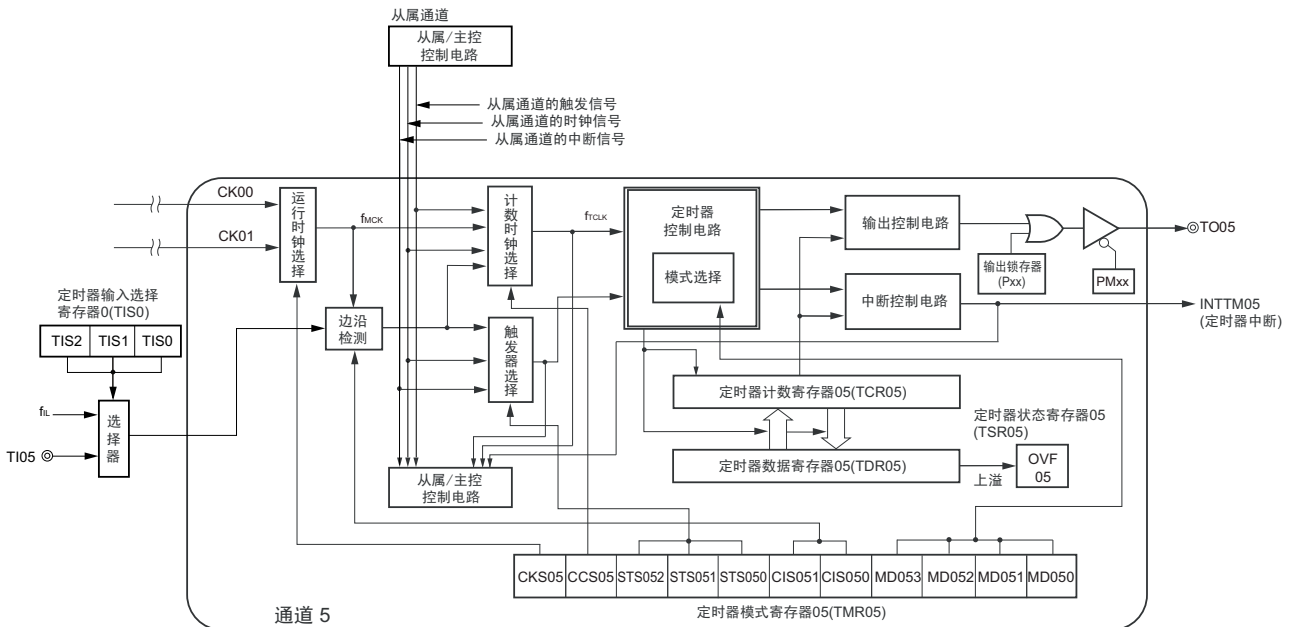 从属通道
从属/主控
控制电路
从属通道的触发信号
从属通道的时钟信号
从属通道的中断信号
CK00
CK01
运行时钟选择
fMCK
计数时钟选择
fTCLK
定时器
控制电路
模式选择
输出控制电路
输出锁存器
(Pxx)
PMxx
TO05
中断控制电路
INTTM05
(定时器中断)
定时器输入选择
寄存器0(TIS0)
TIS2
TIS1
TIS0
边沿
检测
触发器选择
fIL
TI05
选择器
定时器计数寄存器05(TCR05)
定时器数据寄存器05(TDR05)
定时器状态寄存器05
(TSR05)
上溢
OVF
05
从属/主控
控制电路
CKS05
CCS05
STS052
STS051
STS050
CIS051
CIS050
MD053
MD052
MD051
MD050
定时器模式寄存器05(TMR05)
通道 5